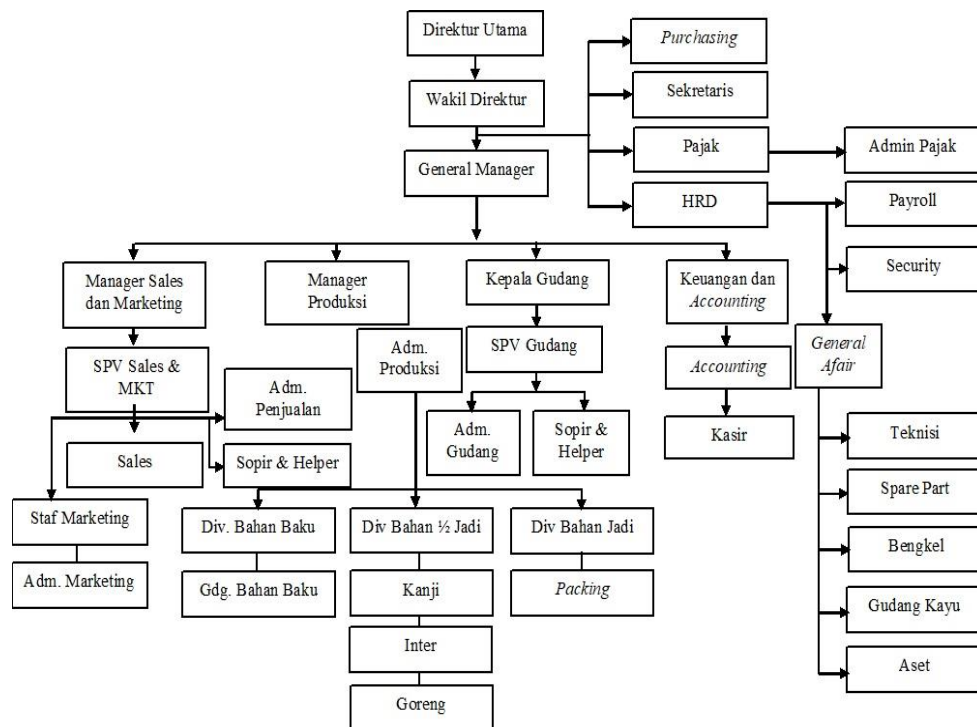 Direktur Utama
Purchasing
Wakil Direktur
Sekretaris
General Manager
Pajak
Admin Pajak
HRD
Payroll
Security
Manager Sales
dan Marketing
Manager
Produksi
Kepala Gudang
Keuangan dan
Accounting
SPV Sales &
MKT
Adm.
Produksi
SPV Gudang
Accounting
General
Afair
Adm.
Penjualan
Adm.
Gudang
Sopir &
Helper
Kasir
Teknisi
Sales
Sopir & Helper
Spare Part
Staf Marketing
Div. Bahan Baku
Div Bahan ½ Jadi
Div Bahan Jadi
Bengkel
Adm. Marketing
Gdg. Bahan Baku
Kanji
Packing
Gudang Kayu
Inter
Aset
Goreng